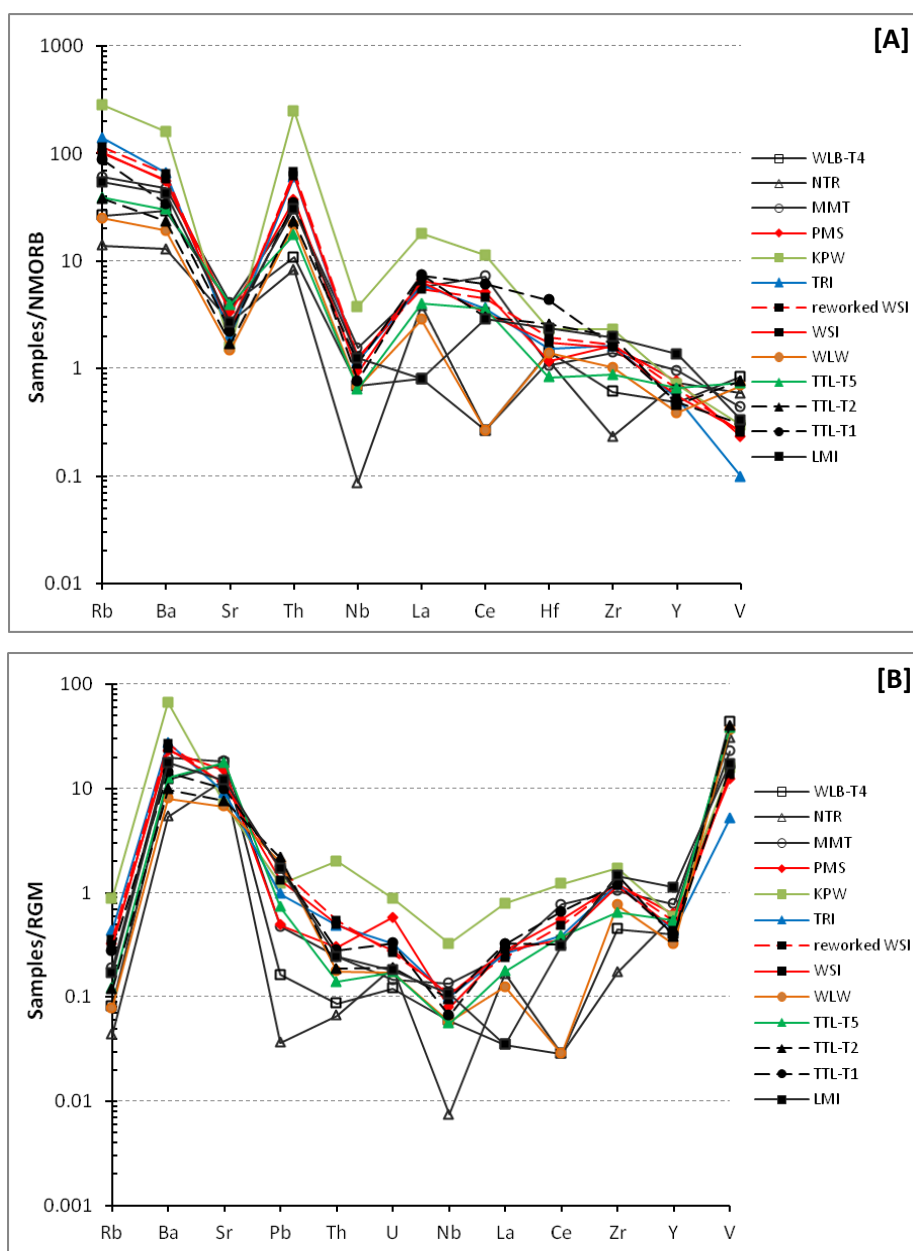 [A]
Samples/NMORB
1000
100
10
1
0.1
0.01
Rb Ba Sr Th Nb La Ce Hf Zr Y V
WLB-T4
NTR
MMT
PMS
KPW
TRI
reworked WSI
WSI
WLW
TTL-T5
TTL-T2
TTL-T1
LMI
[B]
Samples/RGM
100
10
1
0.1
0.01
0.001
Rb Ba Sr Pb Th U Nb La Ce Zr Y V
WLB-T4
NTR
MMT
PMS
KPW
TRI
reworked WSI
WSI
WLW
TTL-T5
TTL-T2
TTL-T1
LMI